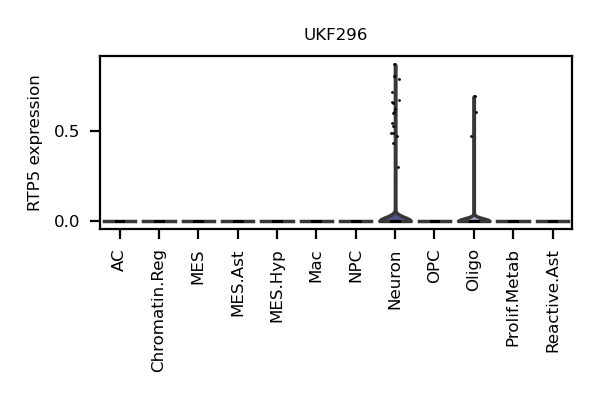 UKF296
RTP5 expression
0.5
0.0
AC
Chromatin.Reg
MES
MES.Ast
MES.Hyp
Mac
NPC
Neuron
OPC
Oligo
Prolif.Metab
Reactive.Ast